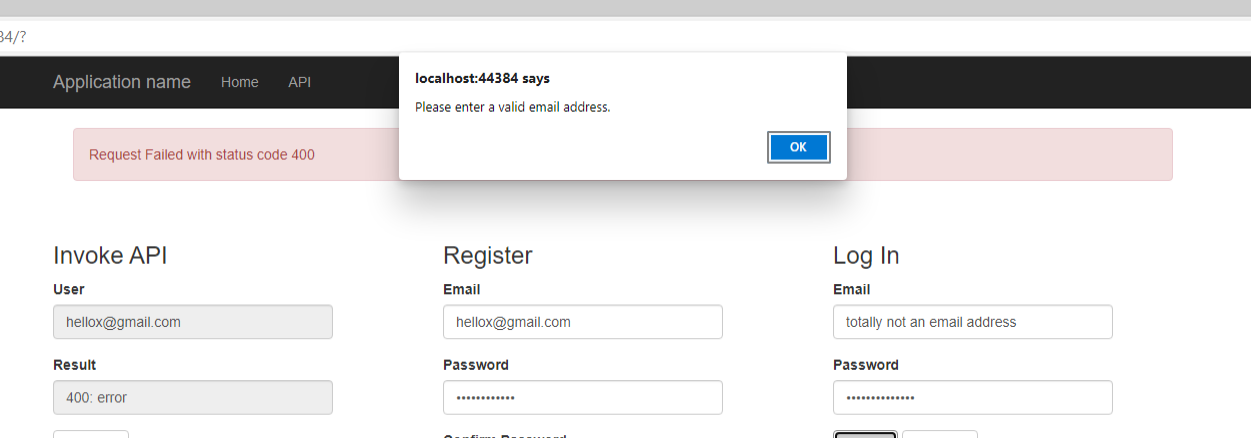 34/?
Application name Home API
localhost:44384 says
Please enter a valid email address.
OK
Request Failed with status code 400
Invoke API
User
hellox@gmail.com
Result
400: error
Register
Email
hellox@gmail.com
Password
••••••••••••
Log In
Email
totally not an email address
Password
••••••••••••••